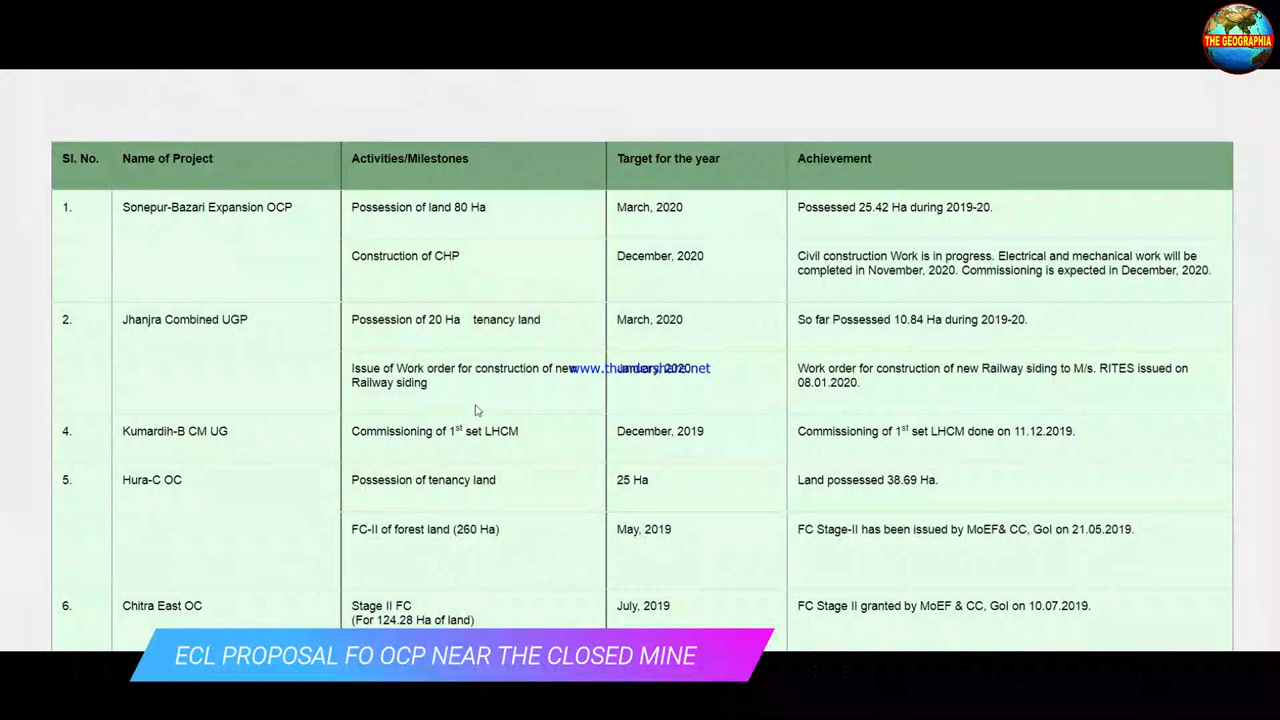 THE GEOGRAPHIA
Sl. No. Name of Project Activities/Milestones Target for the year Achievement
1. Sonepur-Bazari Expansion OCP Possession of land 80 Ha March, 2020 Possessed 25.42 Ha during 2019-20.
Construction of CHP December, 2020 Civil construction Work is in progress. Electrical and mechanical work will be
completed in November, 2020. Commissioning is expected in December, 2020.
2. Jhanjra Combined UGP Possession of 20 Ha tenancy land March, 2020 So far Possessed 10.84 Ha during 2019-20.
Issue of Work order for construction of new January, 2020 Work order for construction of new Railway siding to M/s. RITES issued on
www.thundershare.net
Railway siding 08.01.2020.
4. Kumardih-B CM UG Commissioning of 1st set LHCM December, 2019 Commissioning of 1st set LHCM done on 11.12.2019.
5. Hura-C OC Possession of tenancy land 25 Ha Land possessed 38.69 Ha.
FC-II of forest land (260 Ha) May, 2019 FC Stage-II has been issued by MoEF& CC, GoI on 21.05.2019.
6. Chitra East OC Stage II FC July, 2019 FC Stage II granted by MoEF & CC, GoI on 10.07.2019.
(For 124.28 Ha of land)
ECL PROPOSAL FO OCP NEAR THE CLOSED MINE